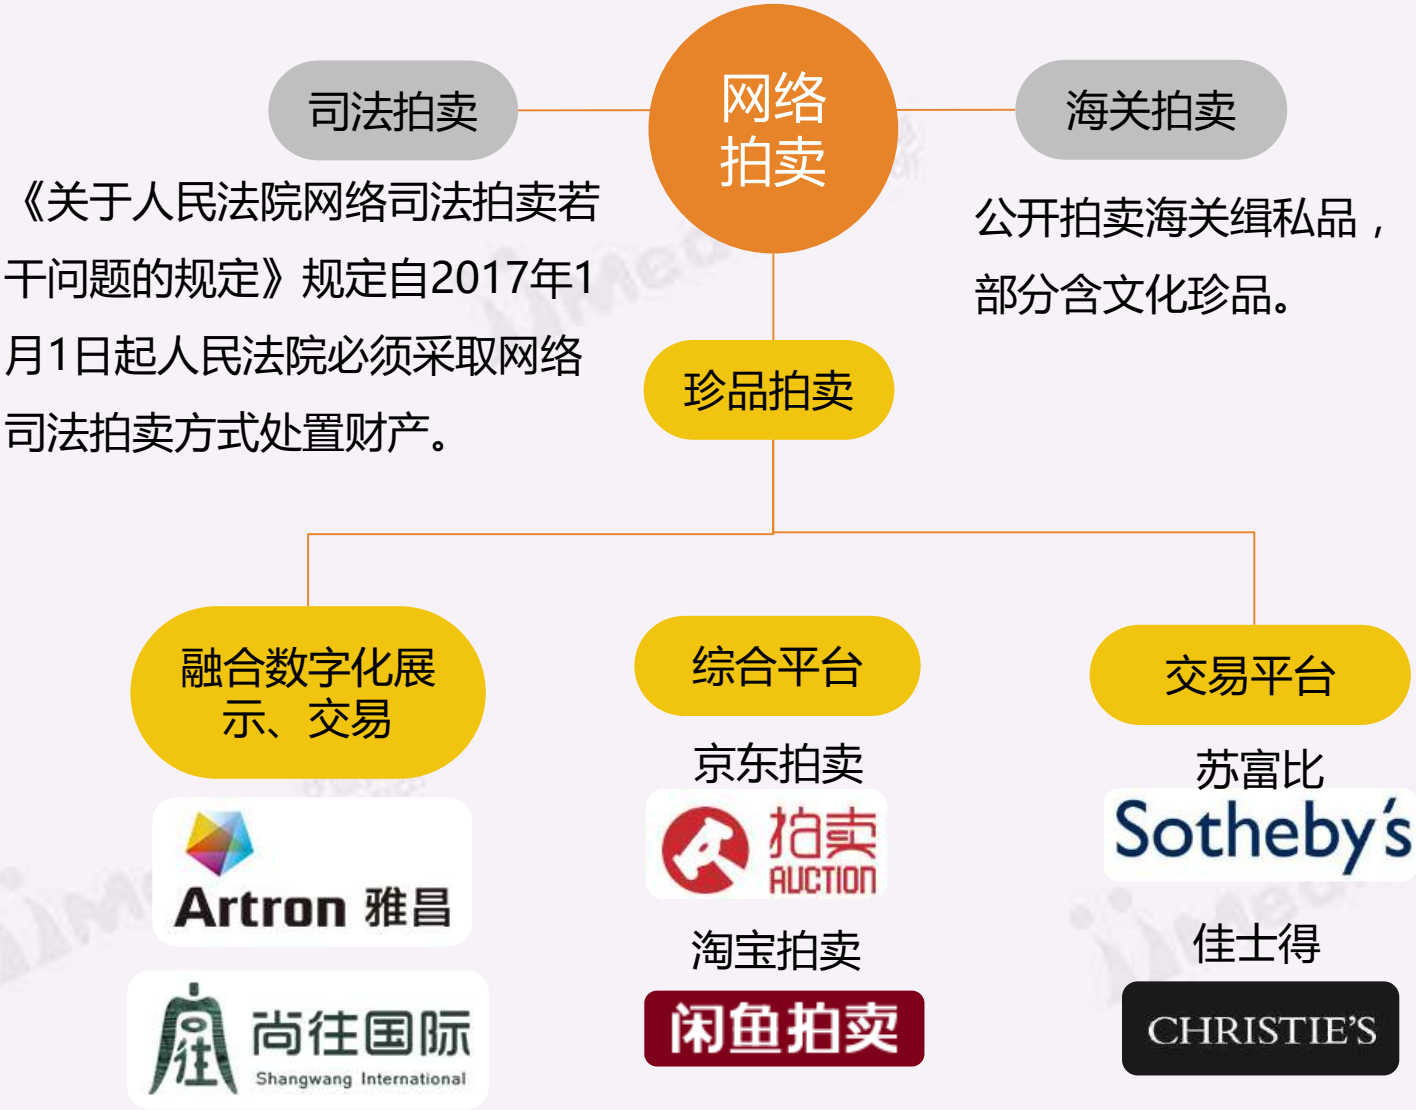 网络
拍卖
司法拍卖
海关拍卖
《关于人民法院网络司法拍卖若
干问题的规定》规定自2017年1
月1日起人民法院必须采取网络
司法拍卖方式处置财产。
公开拍卖海关缉私品，
部分含文化珍品。
珍品拍卖
融合数字化展
示、交易
综合平台
交易平台
Artron 雅昌
尚往国际
Shangwang International
京东拍卖
拍卖
AUCTION
淘宝拍卖
闲鱼拍卖
苏富比
Sotheby's
佳士得
CHRISTIE'S